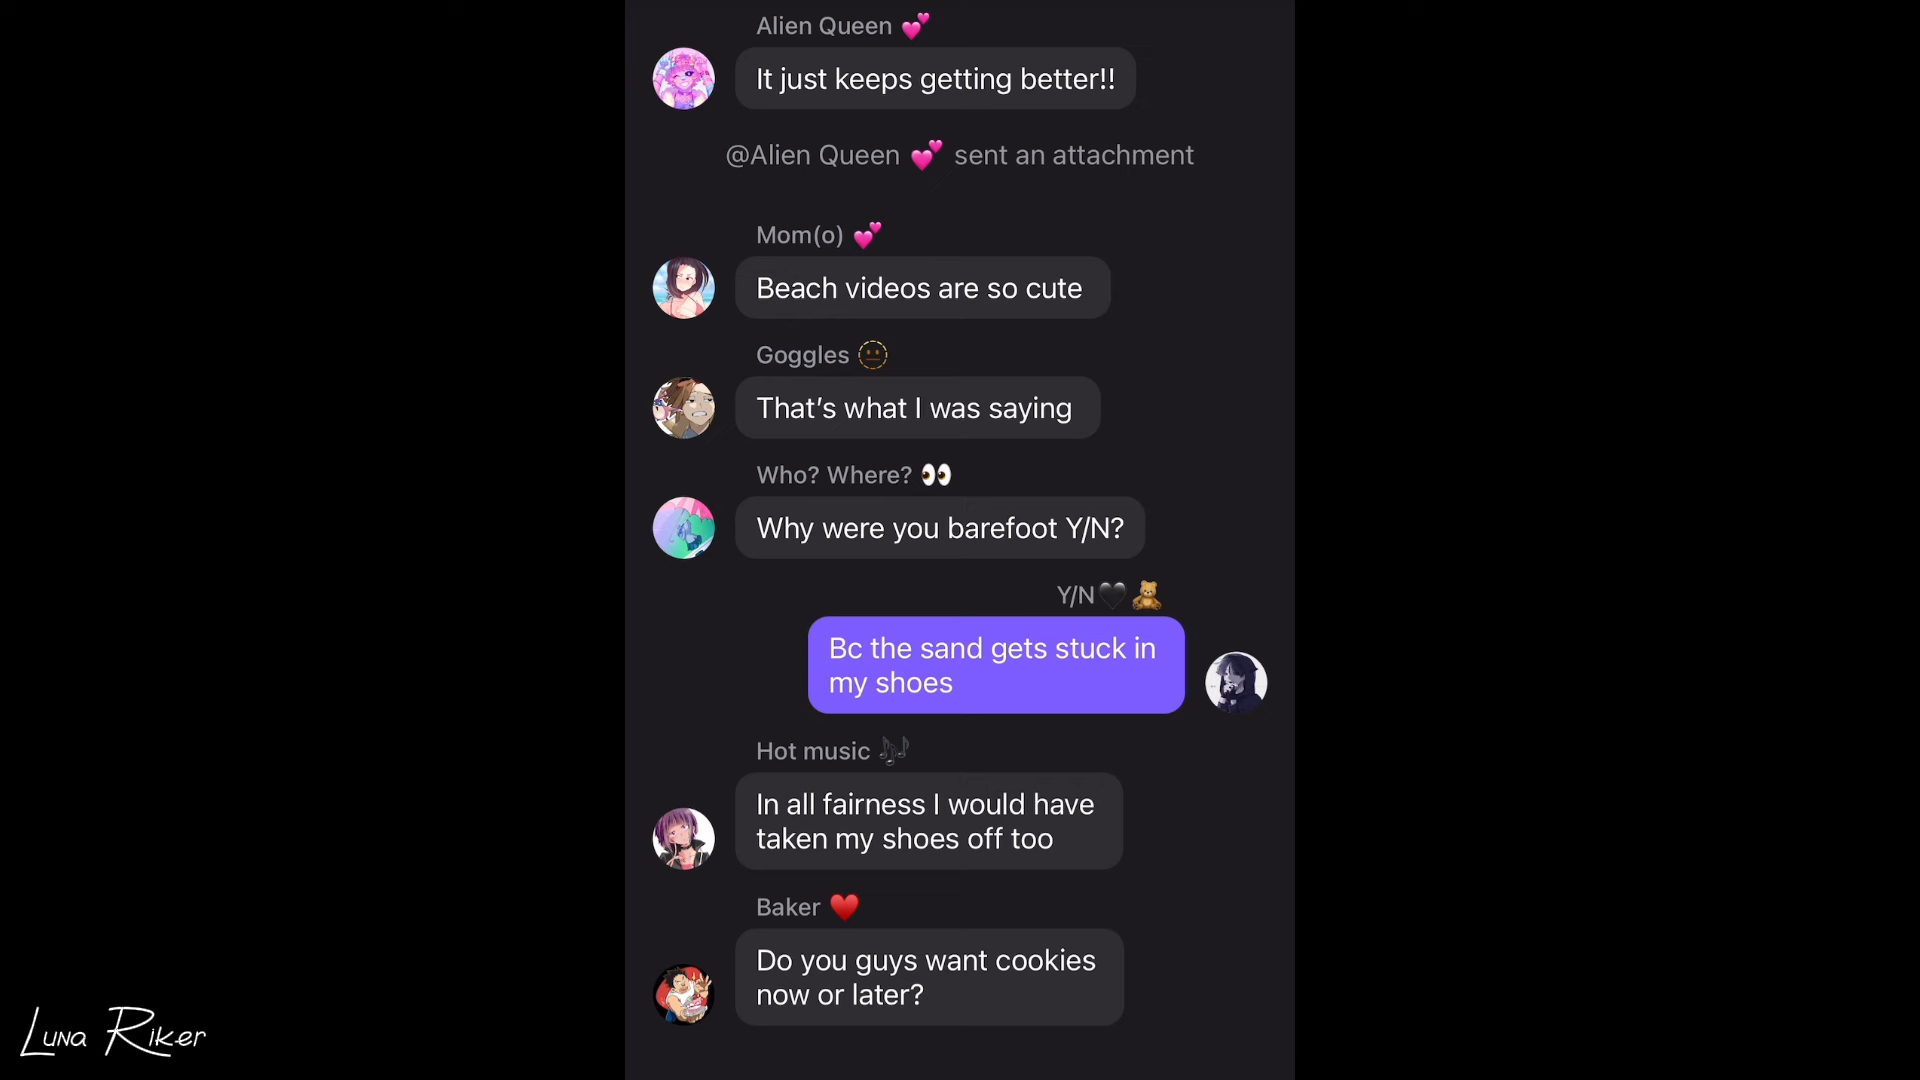 Alien Queen 💕
It just keeps getting better!!
@Alien Queen 💕 sent an attachment
Mom(o) 💕
Beach videos are so cute
Goggles 🫥
That’s what I was saying
Who? Where? 👀
Why were you barefoot Y/N?
Y/N🖤🧸
Bc the sand gets stuck in
my shoes
Hot music 🎶
In all fairness I would have
taken my shoes off too
Baker ♥️
Do you guys want cookies
now or later?
Luna Riker